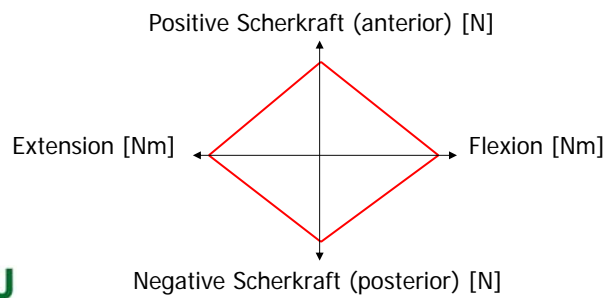 Positive Scherkraft (anterior) [N]
Extension [Nm]
Flexion [Nm]
Negative Scherkraft (posterior) [N]